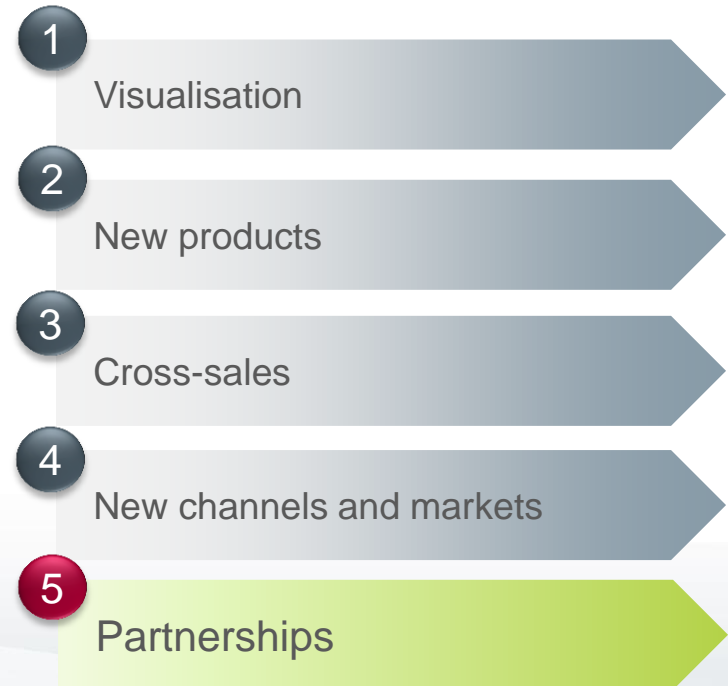 1
Visualisation
2
New products
3
Cross-sales
4
New channels and markets
5
Partnerships